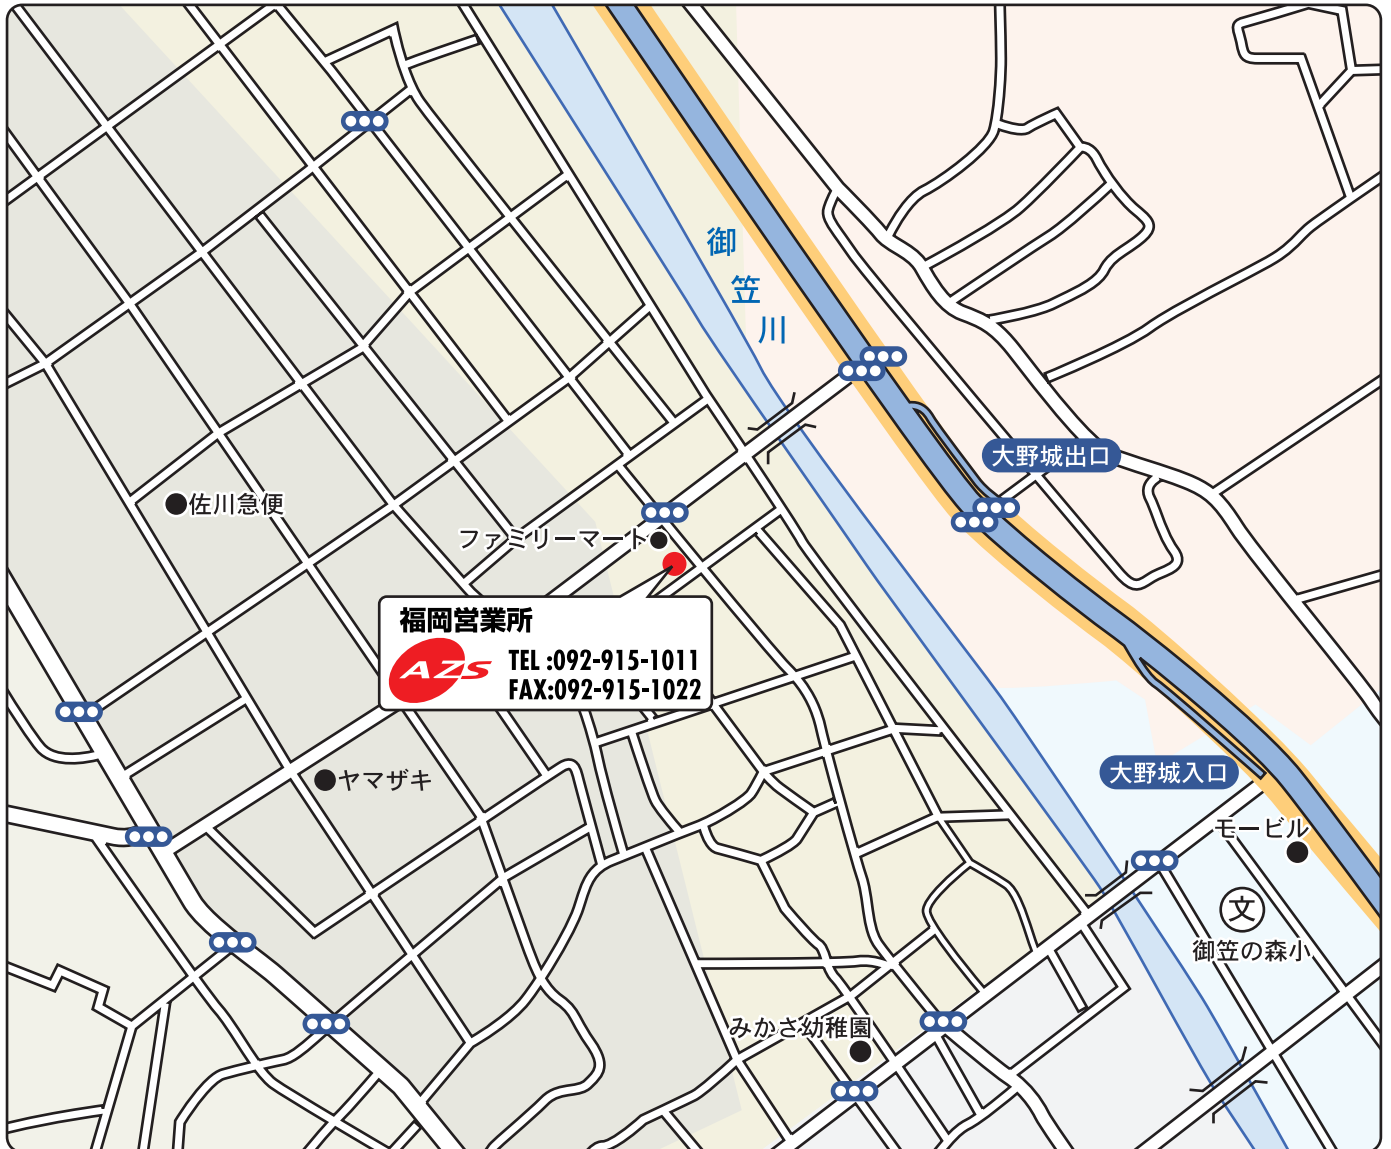 御笠川
大野城出口
佐川急便
ファミリーマート
福岡営業所
AZS
TEL :092-915-1011
FAX:092-915-1022
大野城入口
ヤマザキ
モービル
文
御笠の森小
みかさ幼稚園